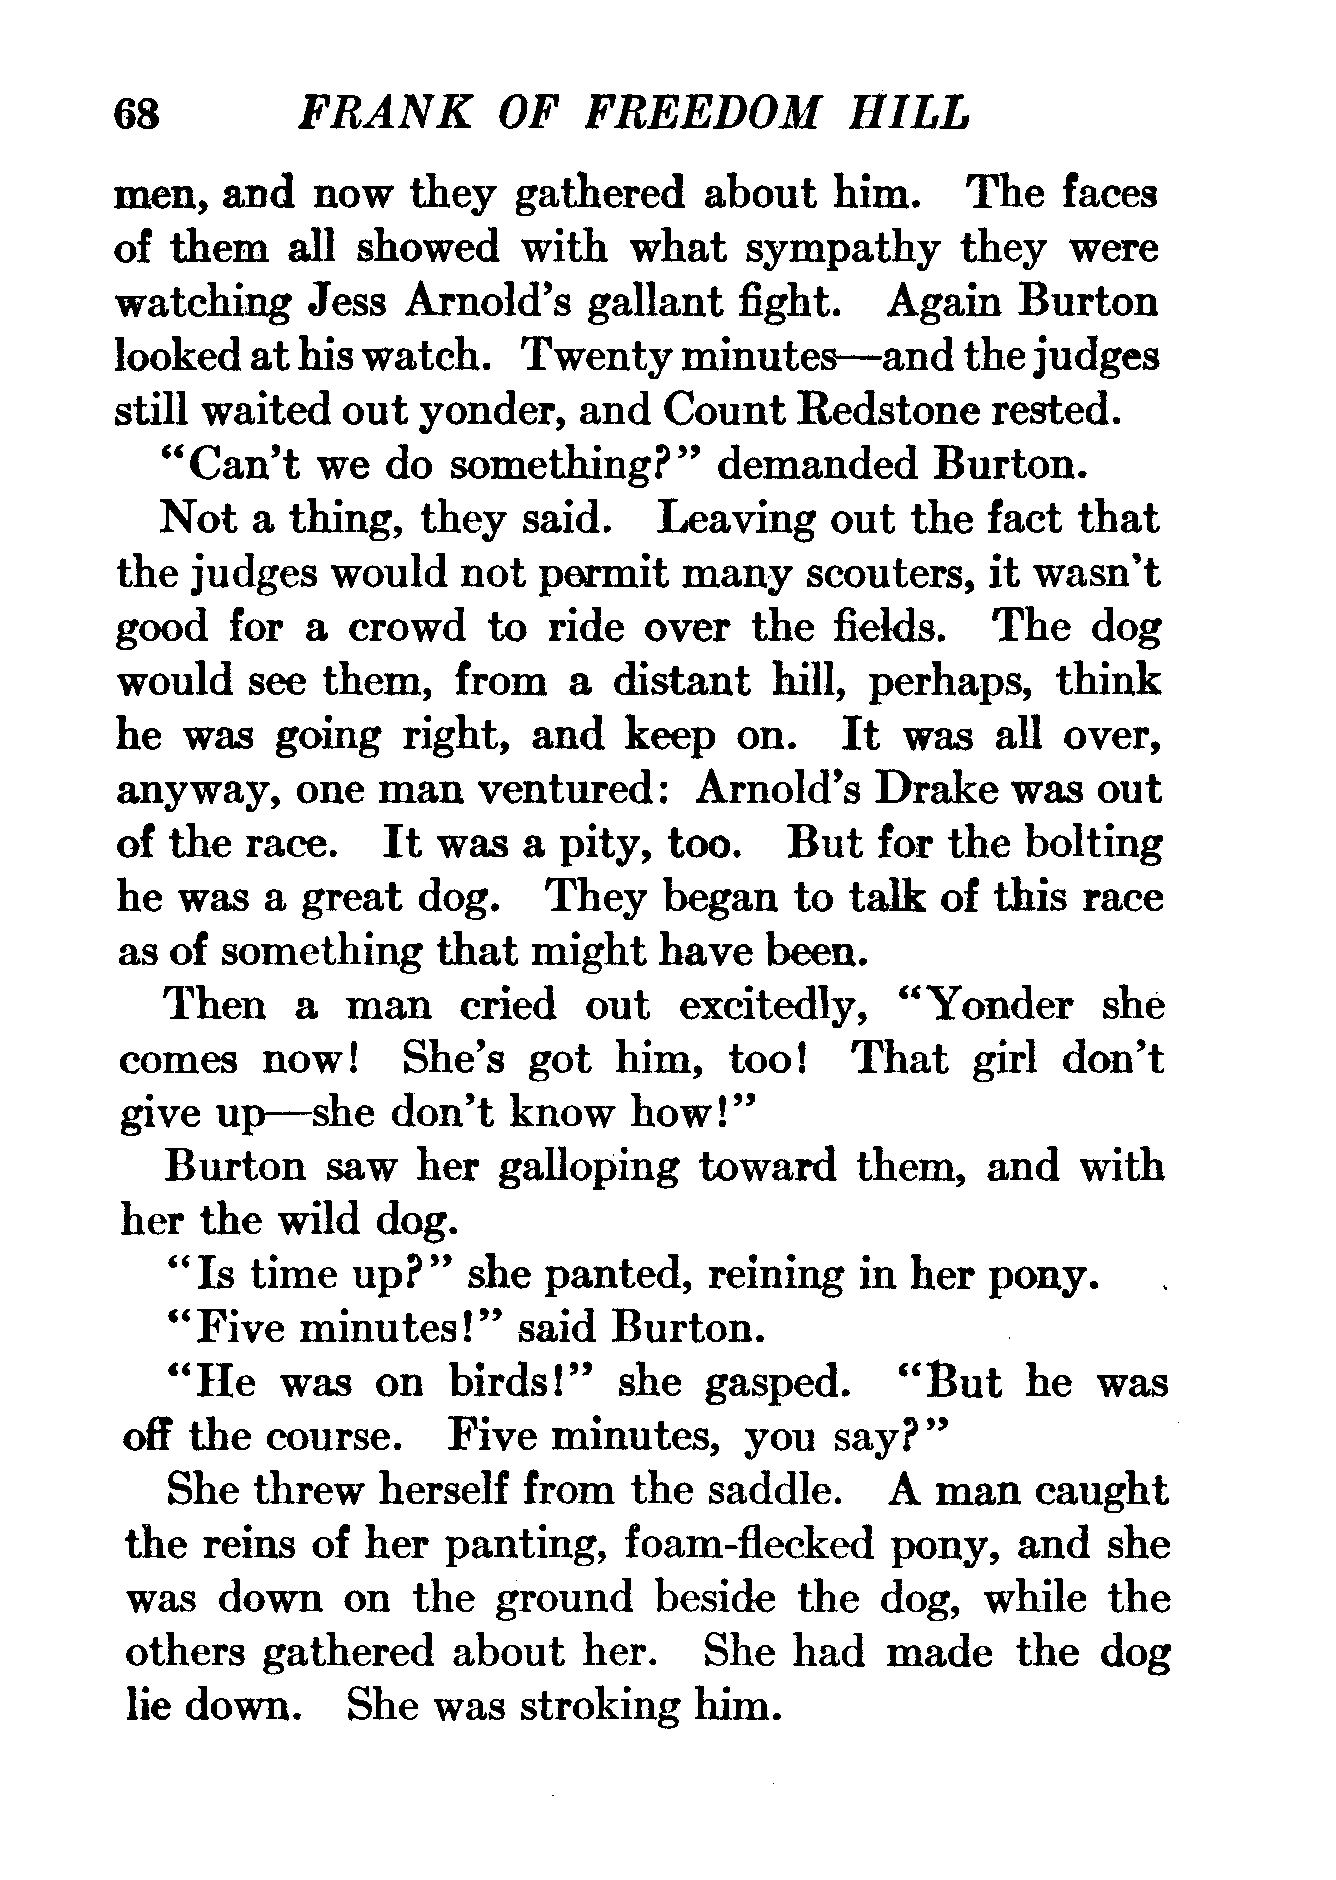 68 FRANK OF FREEDOM HILL
men, and now they gathered about him. The faces
of them all showed with what sympathy they were
watching Jess Arnold's gallant fight. Again Burton
looked at his watch. Twenty minutes—and the judges
still waited out yonder, and Count Redstone rested.
"Can't we do something?" demanded Burton.
Not a thing, they said. Leaving out the fact that
the judges would not permit many scouters, it wasn't
good for a crowd to ride over the fields. The dog
would see them, from a distant hill, perhaps, think
he was going right, and keep on. It was all over,
anyway, one man ventured: Arnold's Drake was out
of the race. It was a pity, too. But for the bolting
he was a great dog. They began to talk of this race
as of something that might have been.
Then a man cried out excitedly, "Yonder she
comes now! She's got him, too! That girl don't
give up—she don't know how!"
Burton saw her galloping toward them, and with
her the wild dog.
"Is time up?" she panted, reining in her pony.
"Five minutes!" said Burton.
"He was on birds!" she gasped. "But he was
off the course. Five minutes, you say?"
She threw herself from the saddle. A man caught
the reins of her panting, foam-flecked pony, and she
was down on the ground beside the dog, while the
others gathered about her. She had made the dog
lie down. She was stroking him.